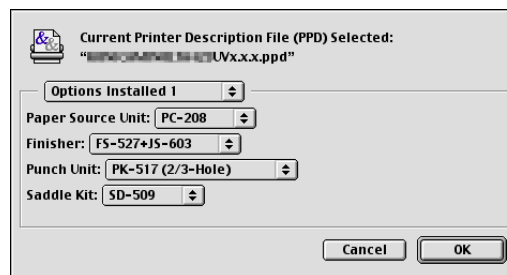 Current Printer Description File (PPD) Selected:
“UVx.x.x.ppd”
Options Installed 1
Paper Source Unit: PC-208
Finisher: FS-527+JS-603
Punch Unit: PK-517 (2/3-Hole)
Saddle Kit: SD-509
Cancel OK